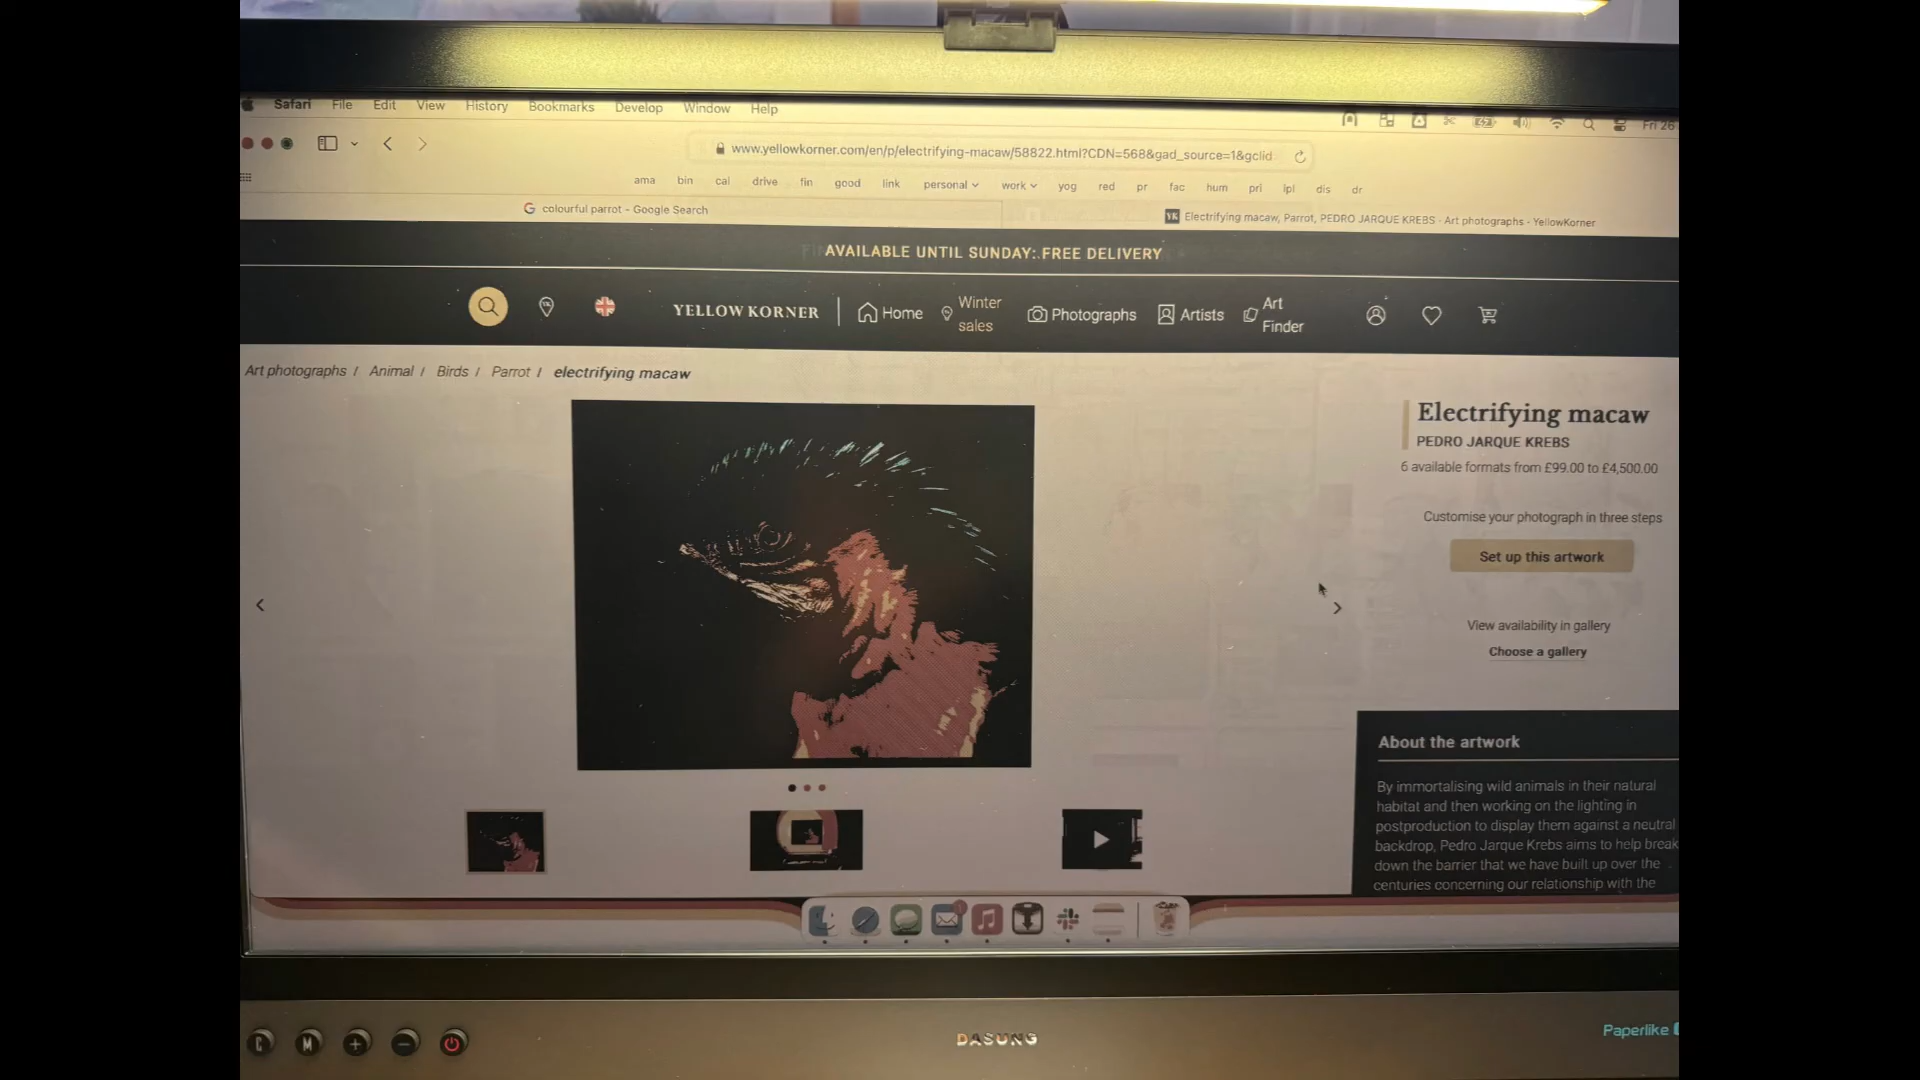 Safari File Edit View History Bookmarks Develop Window Help
Fri 26
www.yellowkorner.com/en/p/electrifying-macaw/58822.html?CDN=568&gad_source=1&gclid
ama bin cal drive fin good link personal work yog red pr fac hum pri ipl dis dr
colouful parrot - Google Search
YK Electrifying macaw, Parrot, PEDRO JARQUE KREBS - Art photographs - YellowKorner
AVAILABLE UNTIL SUNDAY: FREE DELIVERY
YK
YELLOW KORNER
Home
Winter
sales
Photographs
Artists
Art
Finder
Art photographs / Animal / Birds / Parrot / electrifying macaw
Electrifying macaw
PEDRO JARQUE KREBS
6 available formats from £99.00 to £4,500.00
Customise your photograph in three steps
Set up this artwork
View availability in gallery
Choose a gallery
About the artwork
By immortalising wild animals in their natural
habitat and then working on the lighting in
postproduction to display them against a neutral
backdrop, Pedro Jarque Krebs aims to help break
down the barrier that we have built up over the
centuries concerning our relationship with the
1
C M + −
DASUNG
Paperlike